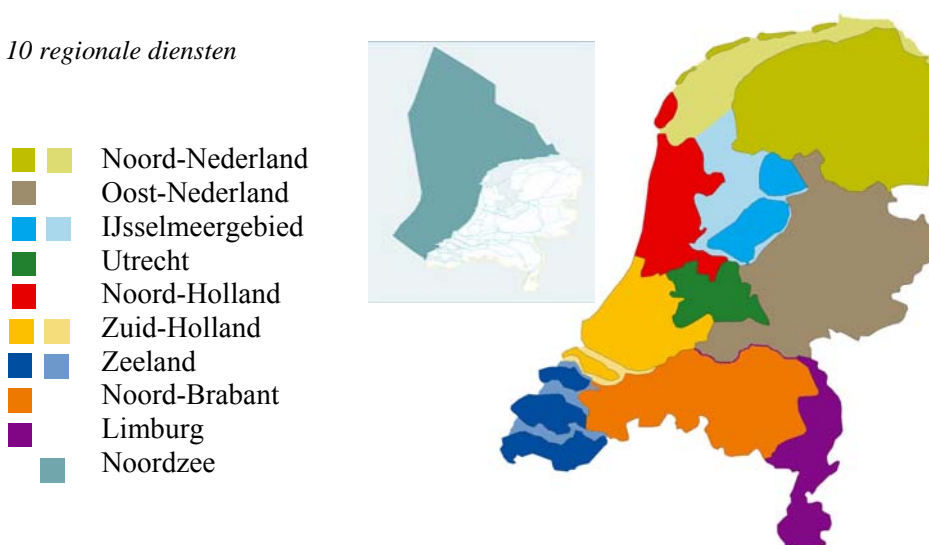 10 regionale diensten
Noord-Nederland
Oost-Nederland
IJsselmeergebied
Utrecht
Noord-Holland
Zuid-Holland
Zeeland
Noord-Brabant
Limburg
Noordzee